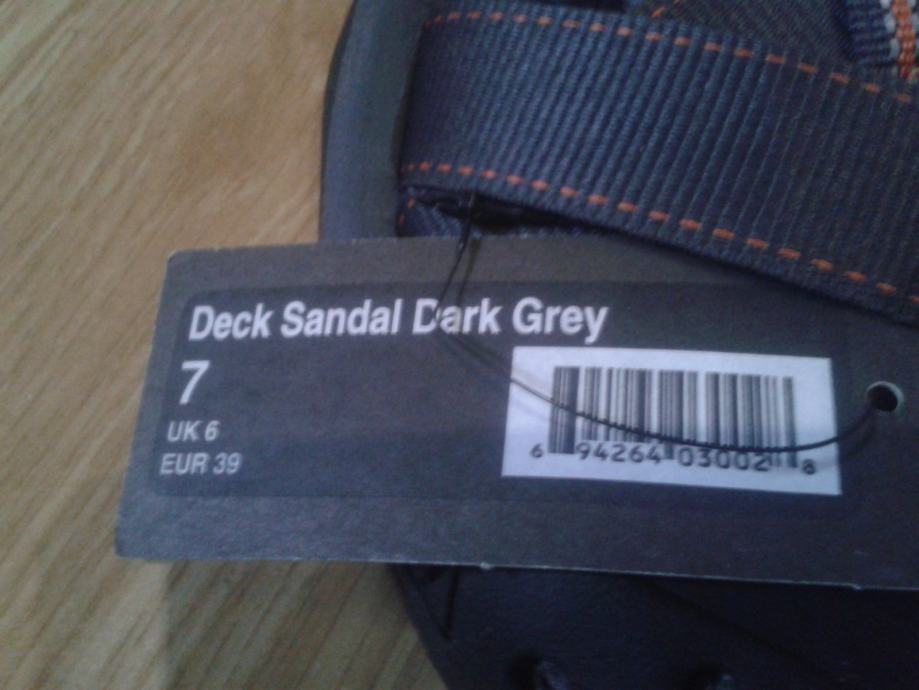 Deck Sandal Dark Grey
7
UK 6
EUR 39
6 94264 03002 8